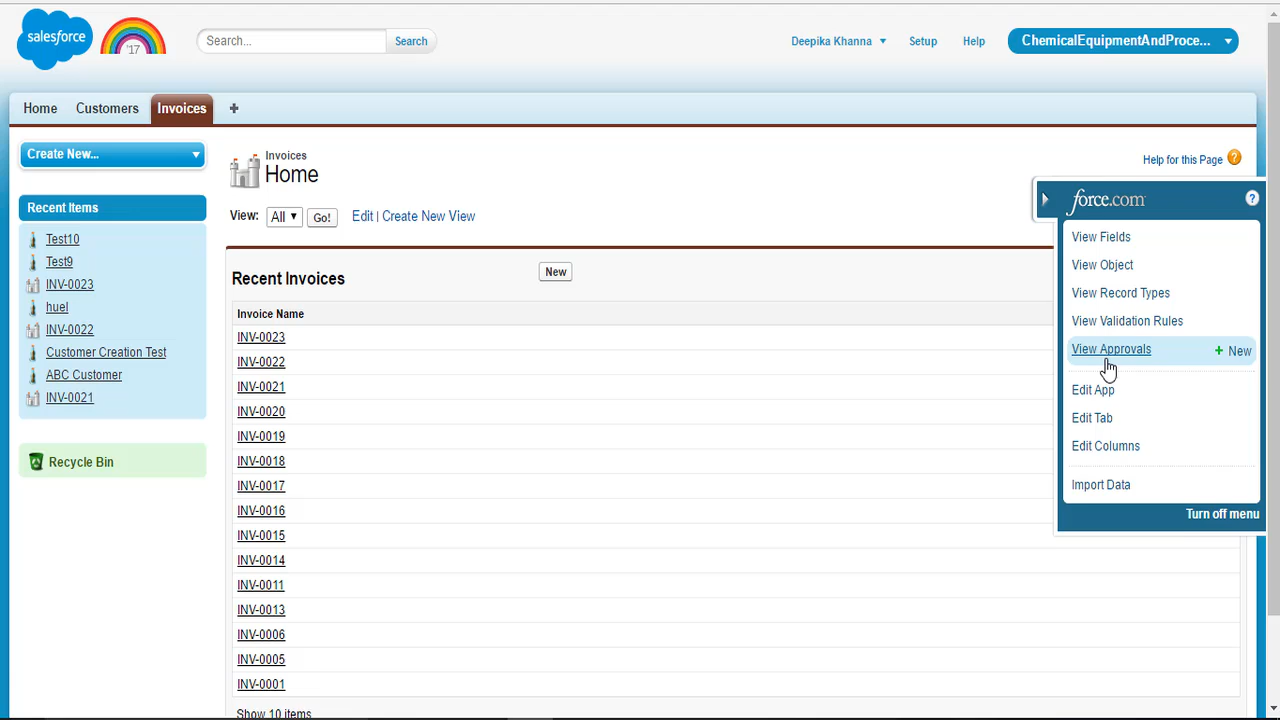 salesforce
'17
Search...
Search
Deepika Khanna
Setup
Help
ChemicalEquipmentAndProce...
Home
Customers
Invoices
+
Create New...
Recent Items
Test10
Test9
INV-0023
huel
INV-0022
Customer Creation Test
ABC Customer
INV-0021
Recycle Bin
Invoices
Home
Help for this Page ?
View: All Go! Edit | Create New View
Recent Invoices
New
Invoice Name
INV-0023
INV-0022
INV-0021
INV-0020
INV-0019
INV-0018
INV-0017
INV-0016
INV-0015
INV-0014
INV-0011
INV-0013
INV-0006
INV-0005
INV-0001
Show 10 items
force.com ?
View Fields
View Object
View Record Types
View Validation Rules
View Approvals + New
Edit App
Edit Tab
Edit Columns
Import Data
Turn off menu